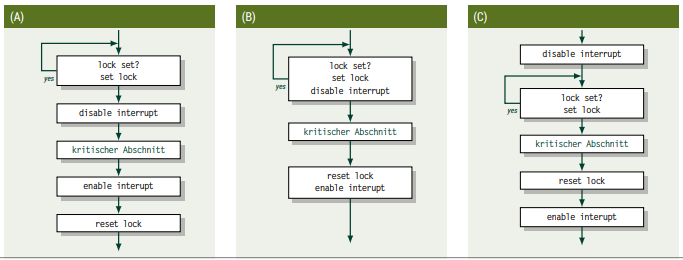 (A)
lock set?
set lock
yes
disable interrupt
kritischer Abschnitt
enable interupt
reset lock
(B)
lock set?
set lock
disable interrupt
yes
kritischer Abschnitt
reset lock
enable interupt
(C)
disable interrupt
lock set?
set lock
yes
kritischer Abschnitt
reset lock
enable interupt